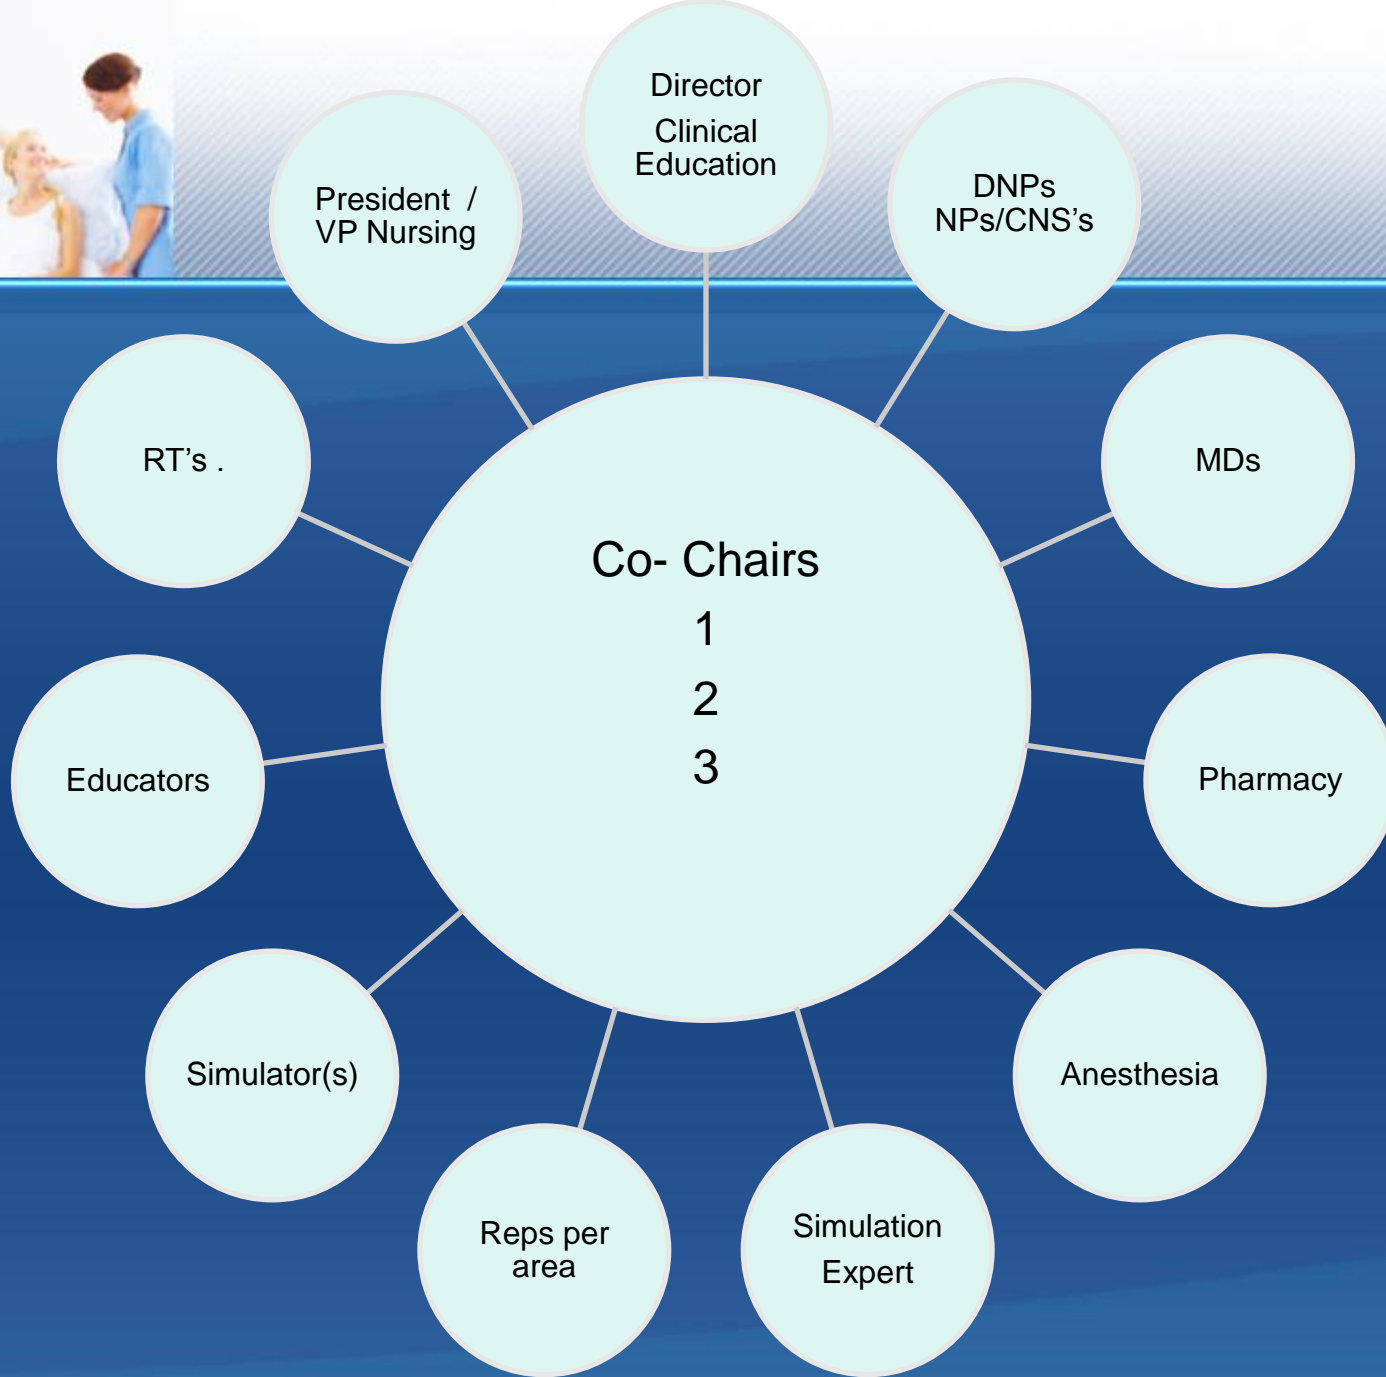 Director
Clinical
Education
DNPs
NPs/CNS’s
MDs
Pharmacy
Anesthesia
Simulation
Expert
Reps per
area
Simulator(s)
Educators
RT’s .
President /
VP Nursing
Co- Chairs
1
2
3